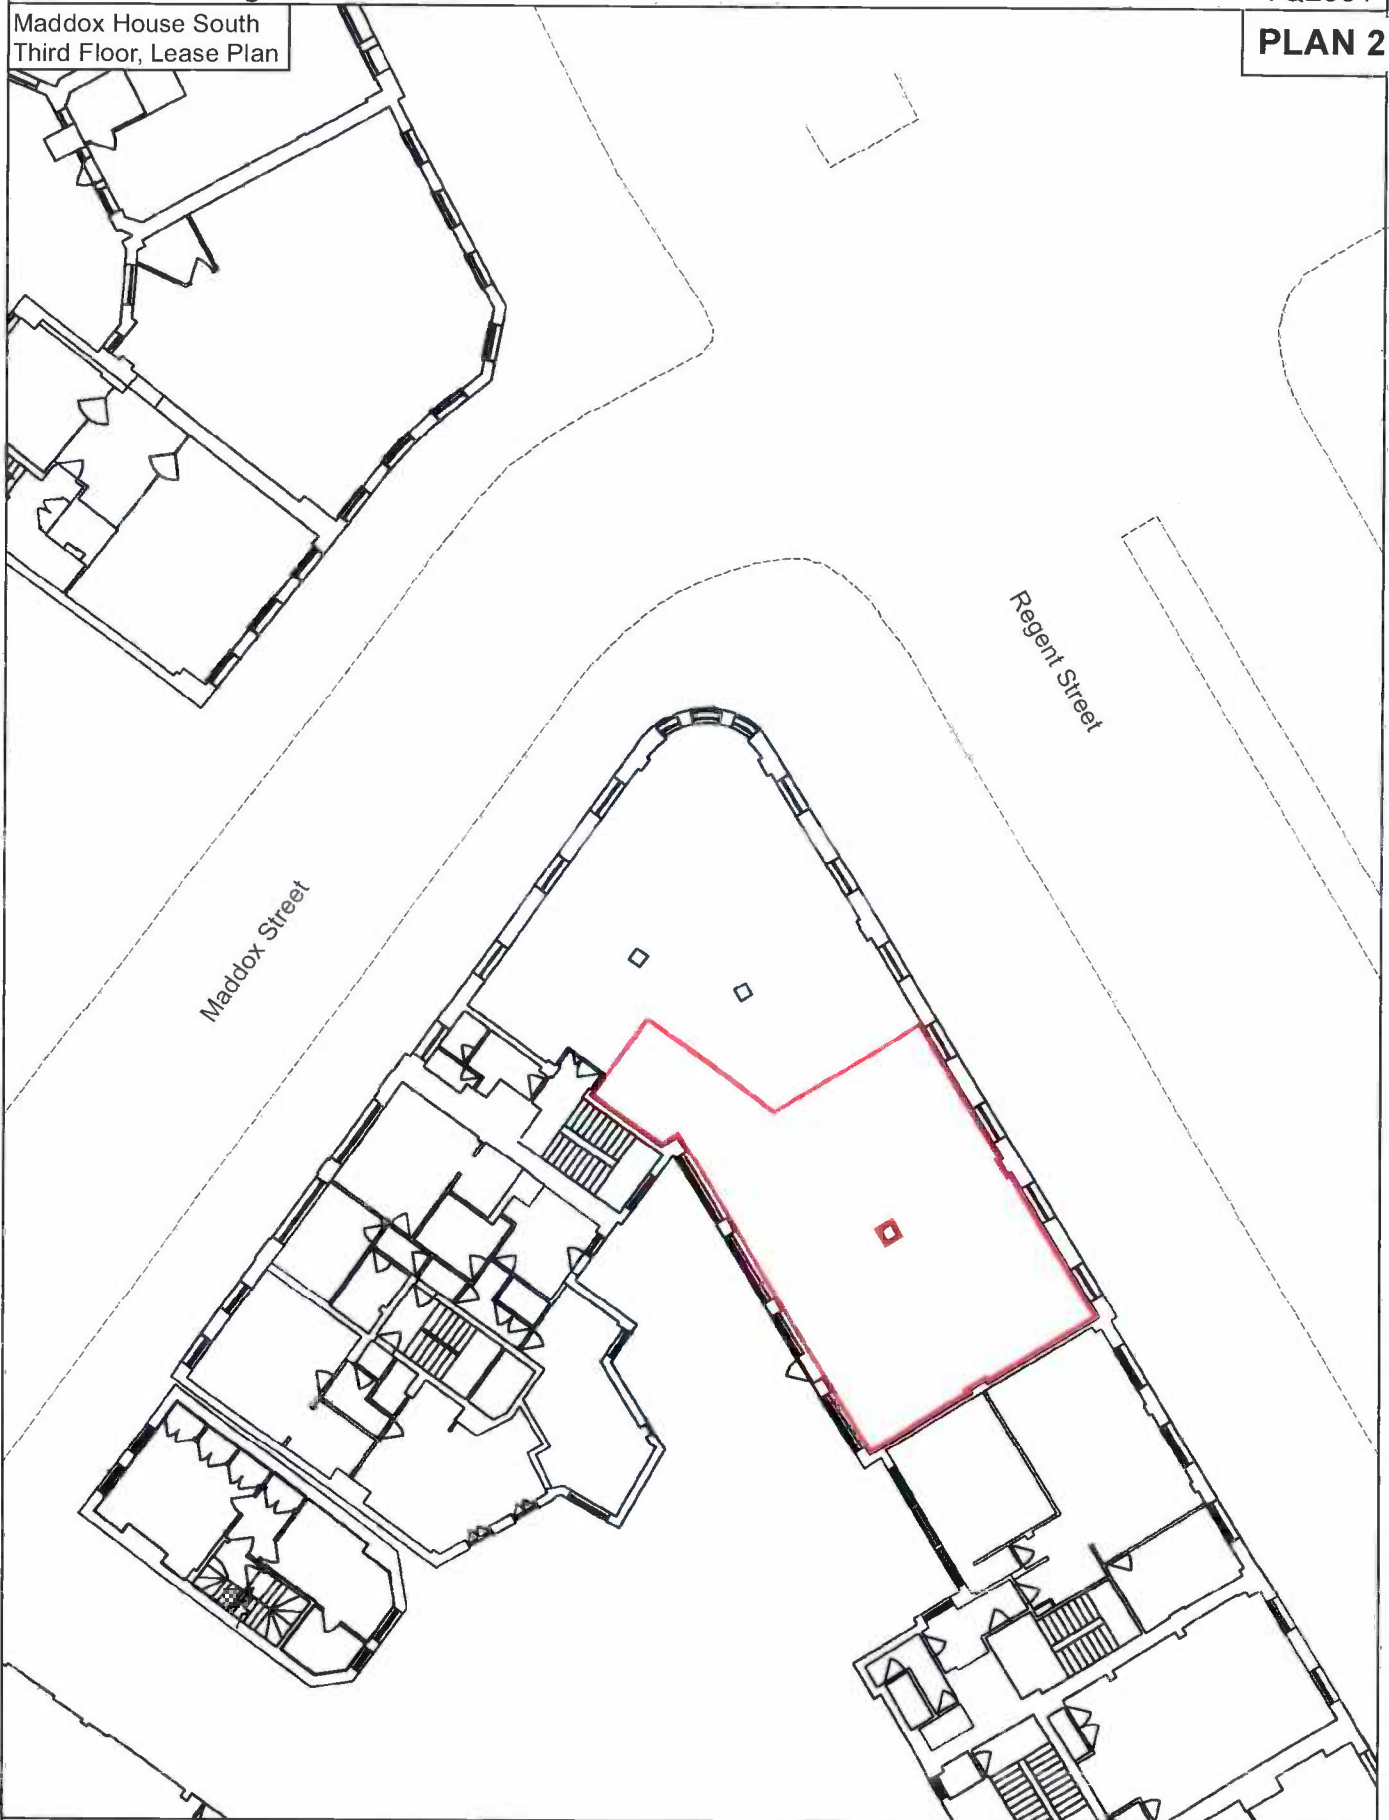 Maddox House South
Third Floor, Lease Plan
PLAN 2
Regent Street
Maddox Street